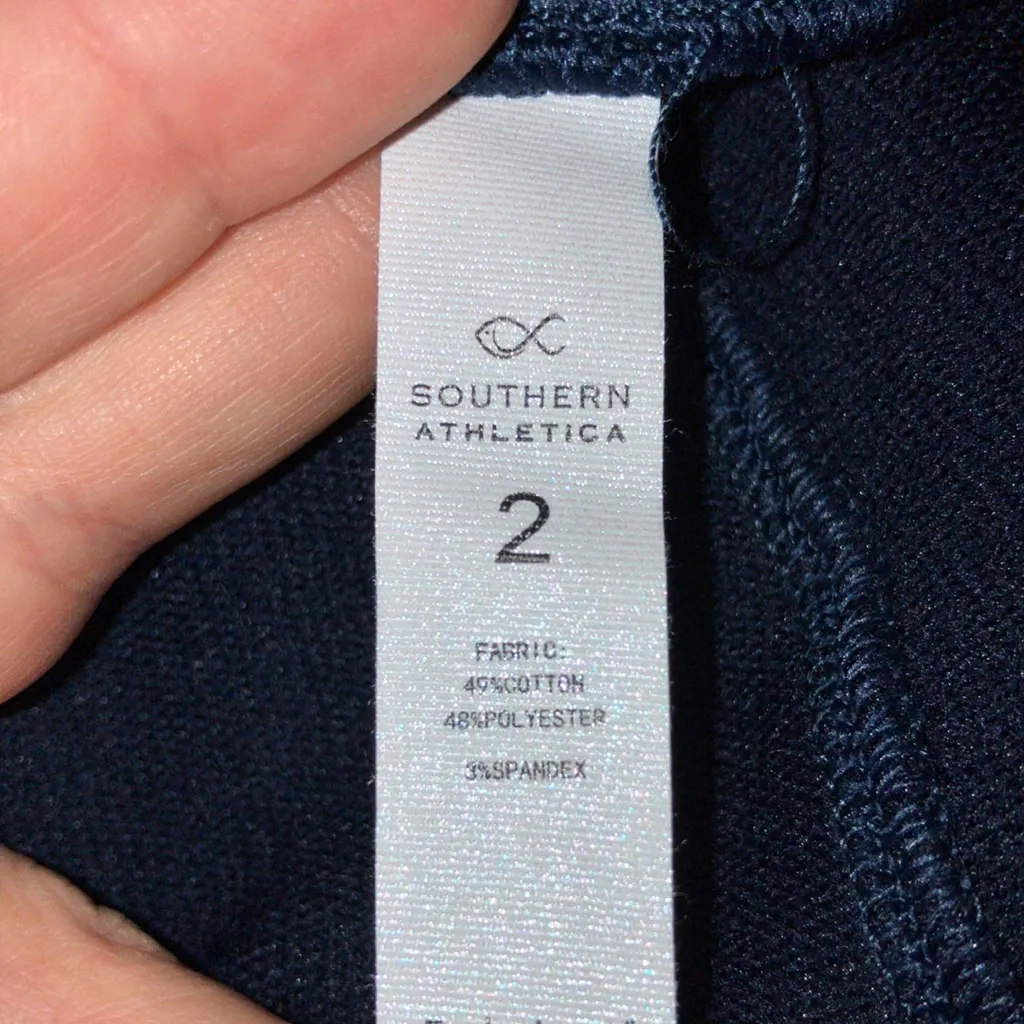 SOUTHERN
ATHLETICA
2
FABRIC:
49%COTTON
48%POLYESTER
3%SPANDEX